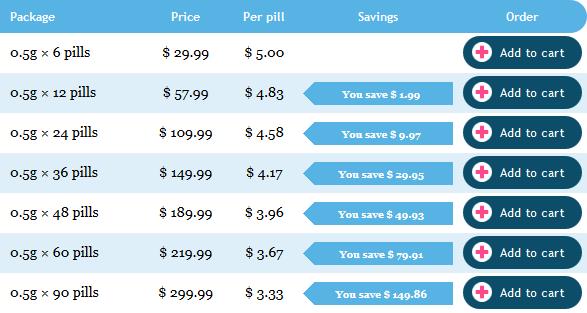 Package Price Per pill Savings Order
0.5g × 6 pills $ 29.99 $ 5.00 Add to cart
0.5g × 12 pills $ 57.99 $ 4.83 You save $ 1.99 Add to cart
0.5g × 24 pills $ 109.99 $ 4.58 You save $ 9.97 Add to cart
0.5g × 36 pills $ 149.99 $ 4.17 You save $ 29.95 Add to cart
0.5g × 48 pills $ 189.99 $ 3.96 You save $ 49.93 Add to cart
0.5g × 60 pills $ 219.99 $ 3.67 You save $ 79.91 Add to cart
0.5g × 90 pills $ 299.99 $ 3.33 You save $ 149.86 Add to cart